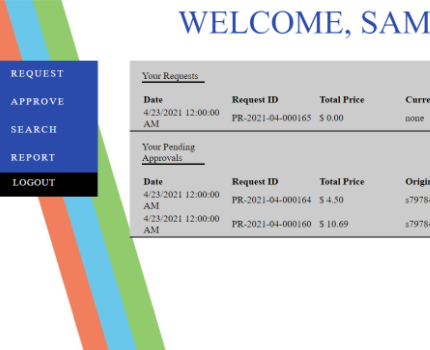 WELCOME, SAM
REQUEST
APPROVE
SEARCH
REPORT
LOGOUT
Your Requests
Date Request ID Total Price Curre
4/23/2021 12:00:00 AM PR-2021-04-000165 $ 0.00 none
Your Pending
Approvals
Date Request ID Total Price Origin
4/23/2021 12:00:00 AM PR-2021-04-000164 $ 4.50 s7978
4/23/2021 12:00:00 AM PR-2021-04-000160 $ 10.69 s7978